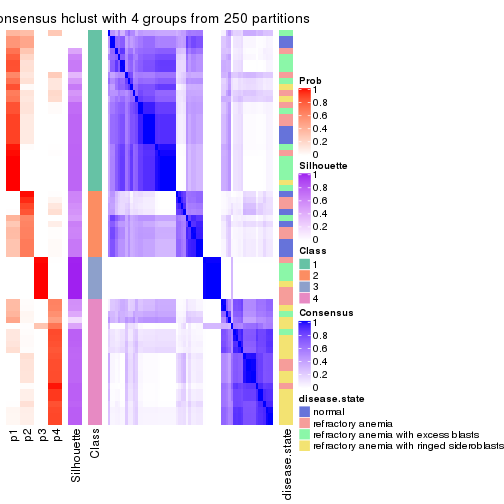 onsensus hclust with 4 groups from 250 partitions
Prob
1
0.8
0.6
0.4
0.2
0
Silhouette
1
0.8
0.6
0.4
0.2
0
Class
1
2
3
4
Consensus
1
0.8
0.6
0.4
0.2
0
disease.state
normal
refractory anemia
refractory anemia with excess blasts
refractory anemia with ringed sideroblasts
p1
p2
p3
p4
Silhouette
Class
disease.state